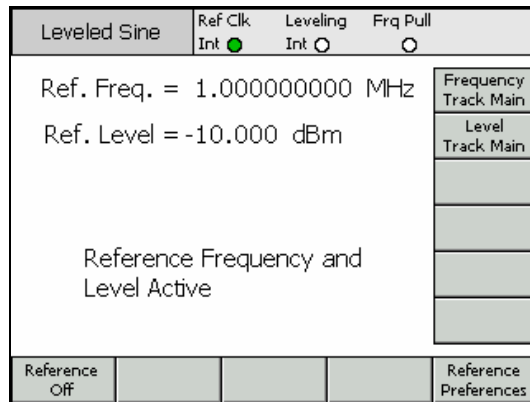 Leveled Sine
Ref Clk Leveling Frq Pull
Int Int
Ref. Freq. = 1.000000000 MHz
Ref. Level = -10.000 dBm
Frequency
Track Main
Level
Track Main
Reference Frequency and
Level Active
Reference
Off
Reference
Preferences